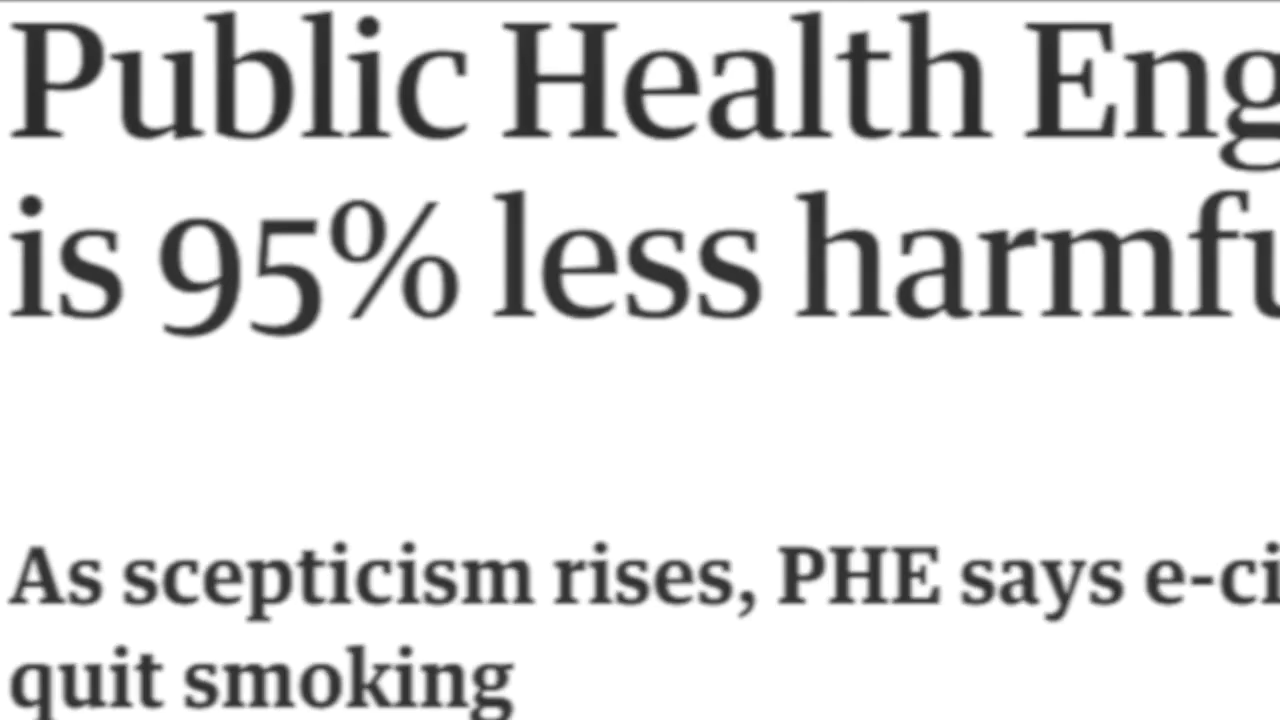 Public Health Eng
is 95% less harmfu
As scepticism rises, PHE says e-ci
quit smoking